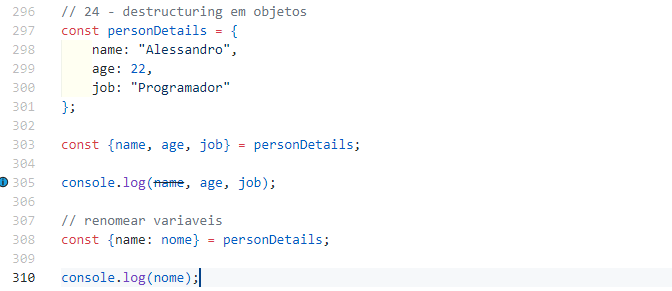 296 // 24 - destructuring em objetos
297 const personDetails = {
298     name: "Alessandro",
299     age: 22,
300     job: "Programador"
301 };
302
303 const {name, age, job} = personDetails;
304
305 console.log(name, age, job);
306
307 // renomear variaveis
308 const {name: nome} = personDetails;
309
310 console.log(nome);